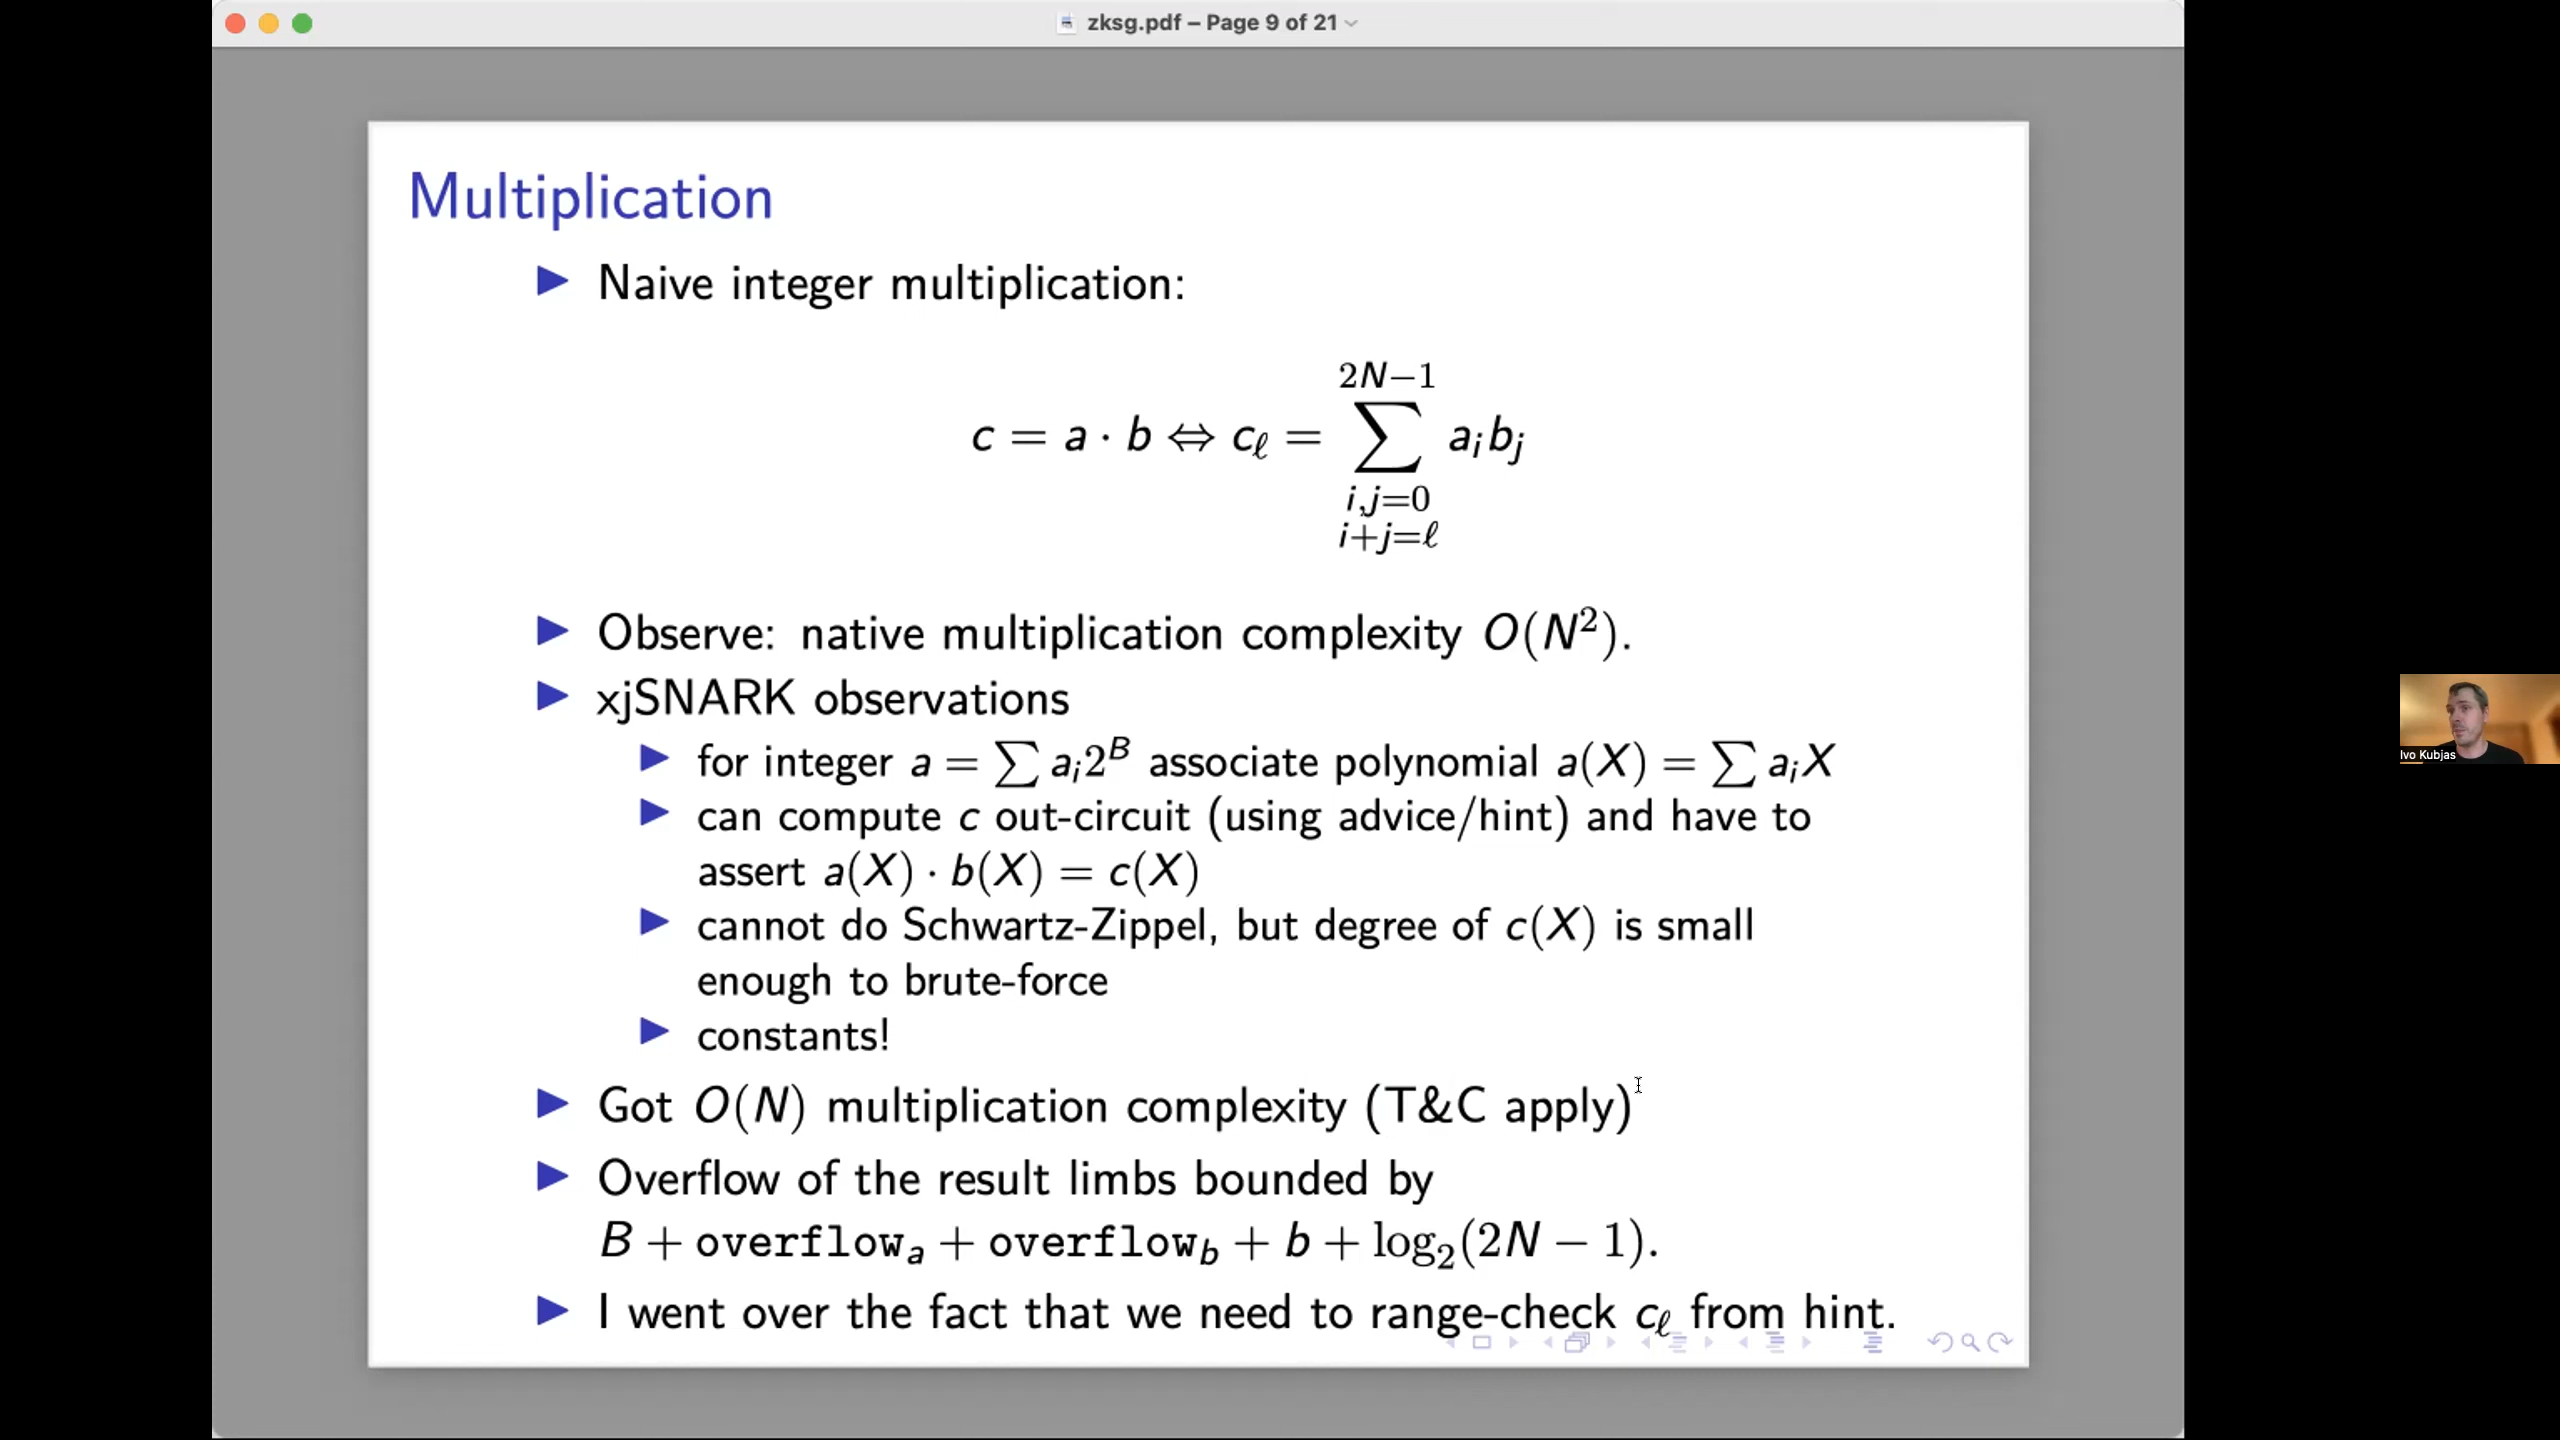 zksg.pdf – Page 9 of 21
Multiplication
Naive integer multiplication:
2N−1
c = a · b ⇔ cℓ = ∑ aᵢbⱼ
i,j=0
i+j=ℓ
Observe: native multiplication complexity O(N²).
xjSNARK observations
for integer a = ∑ aᵢ2ᴮ associate polynomial a(X) = ∑ aᵢX
can compute c out-circuit (using advice/hint) and have to
assert a(X) · b(X) = c(X)
cannot do Schwartz-Zippel, but degree of c(X) is small
enough to brute-force
constants!
Got O(N) multiplication complexity (T&C apply)
Overflow of the result limbs bounded by
B + overflowₐ + overflow_b + b + log₂(2N − 1).
I went over the fact that we need to range-check cℓ from hint.
Ivo Kubjas